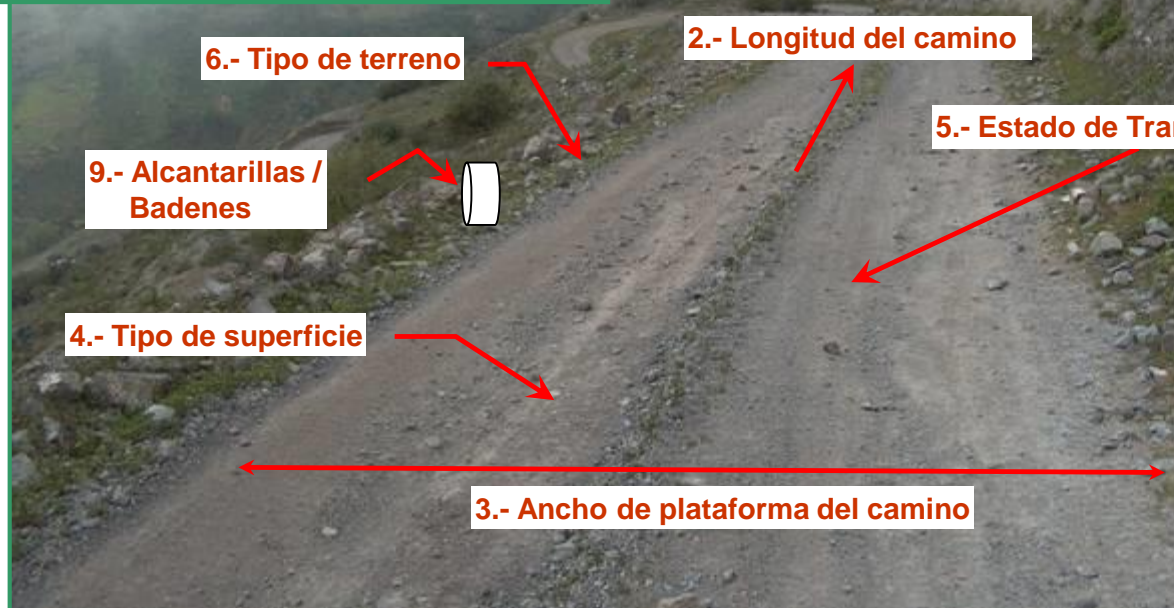 6.- Tipo de terreno
2.- Longitud del camino
5.- Estado de
9.- Alcantarillas /
Badenes
4.- Tipo de superficie
3.- Ancho de plataforma del camino